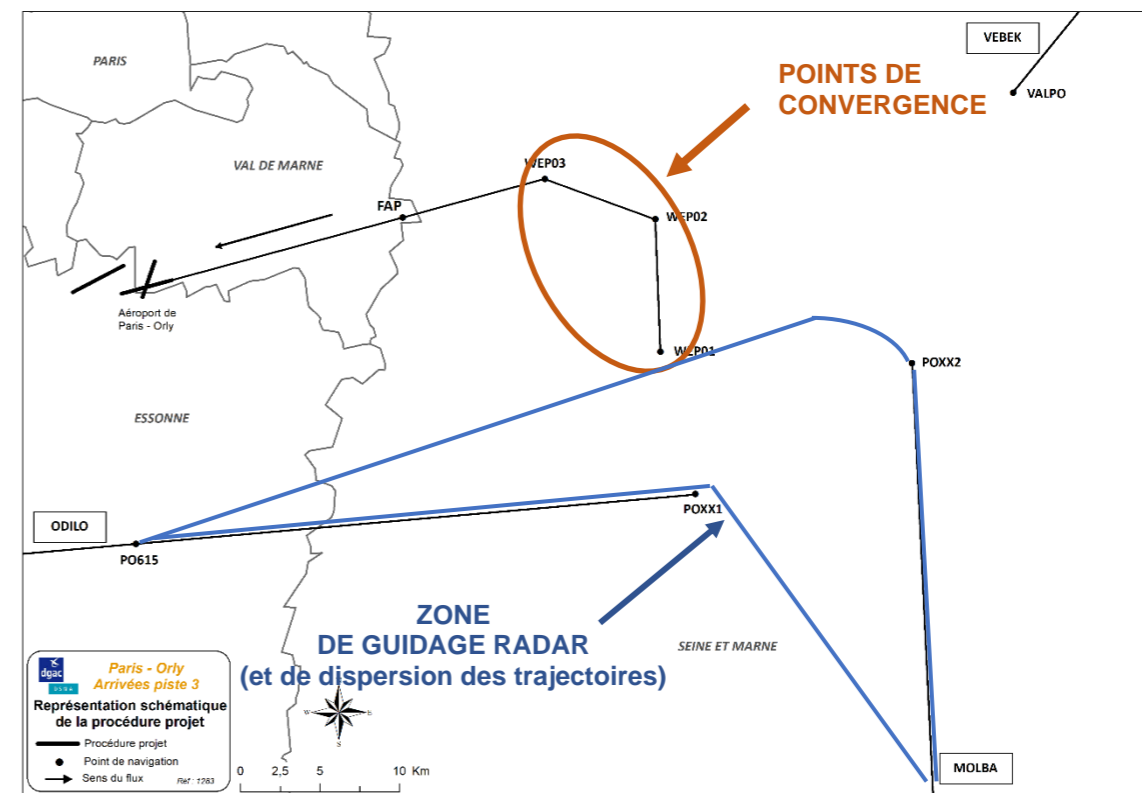 VEBEK
PARIS
POINTS DE
CONVERGENCE
VALPO
VAL DE MARNE
WEP03
FAP
WEP02
Aéroport de
Paris - Orly
WEP01
POXX2
ESSONNE
POXX1
ODILO
PO615
ZONE
DE GUIDAGE RADAR
(et de dispersion des trajectoires)
SEINE ET MARNE
dgac
DSNA
Paris - Orly
Arrivées piste 3
Représentation schématique
de la procédure projet
Procédure projet
Point de navigation
Sens du flux
Réf : 1263
N
W
E
S
0 2,5 5 10 Km
MOLBA